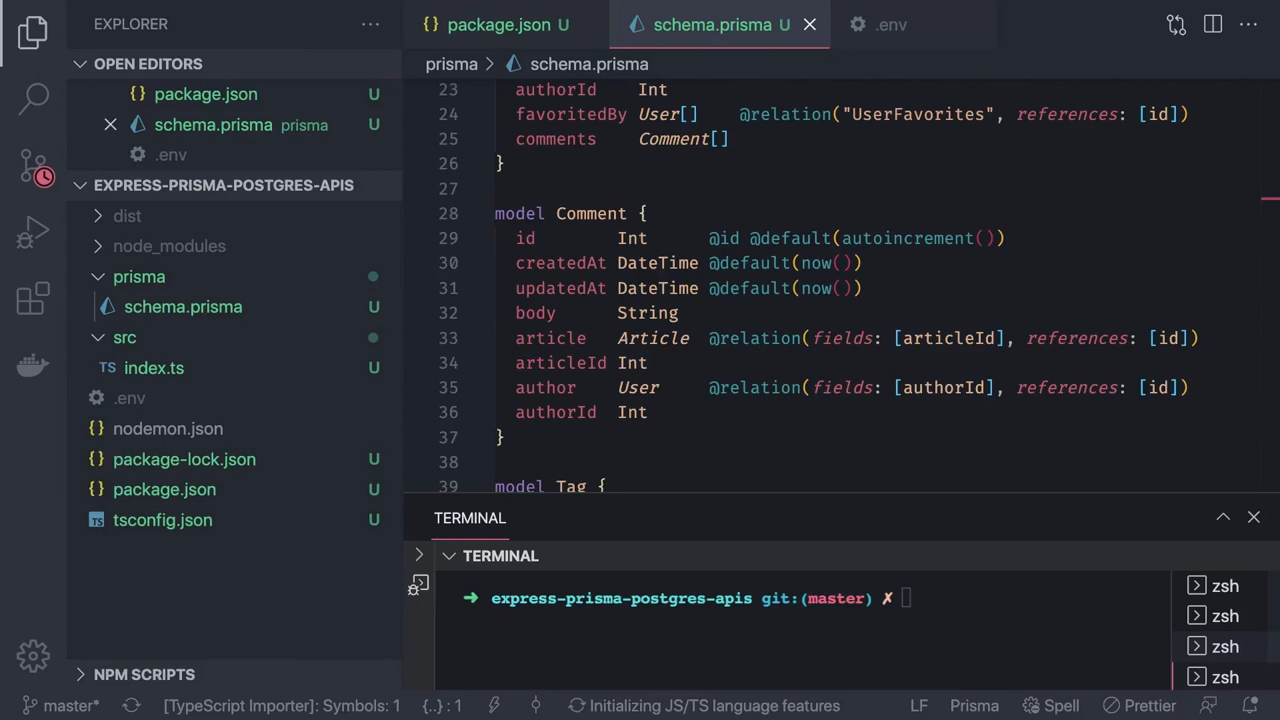 EXPLORER
OPEN EDITORS
{} package.json U
schema.prisma prisma U
.env
EXPRESS-PRISMA-POSTGRES-APIS
dist
node_modules
prisma
schema.prisma U
src
TS index.ts U
.env
nodemon.json
{} package-lock.json U
{} package.json U
TS tsconfig.json U
NPM SCRIPTS
{} package.json U
schema.prisma U
.env
prisma > schema.prisma
23 authorId Int
24 favoritedBy User[] @relation("UserFavorites", references: [id])
25 comments Comment[]
26 }
27
28 model Comment {
29 id Int @id @default(autoincrement())
30 createdAt DateTime @default(now())
31 updatedAt DateTime @default(now())
32 body String
33 article Article @relation(fields: [articleId], references: [id])
34 articleId Int
35 author User @relation(fields: [authorId], references: [id])
36 authorId Int
37 }
38
39 model Tag {
TERMINAL
TERMINAL
➜ express-prisma-postgres-apis git:(master) ✗
zsh
zsh
zsh
zsh
master* [TypeScript Importer]: Symbols: 1 {..}: 1 Initializing JS/TS language features LF Prisma Spell Prettier